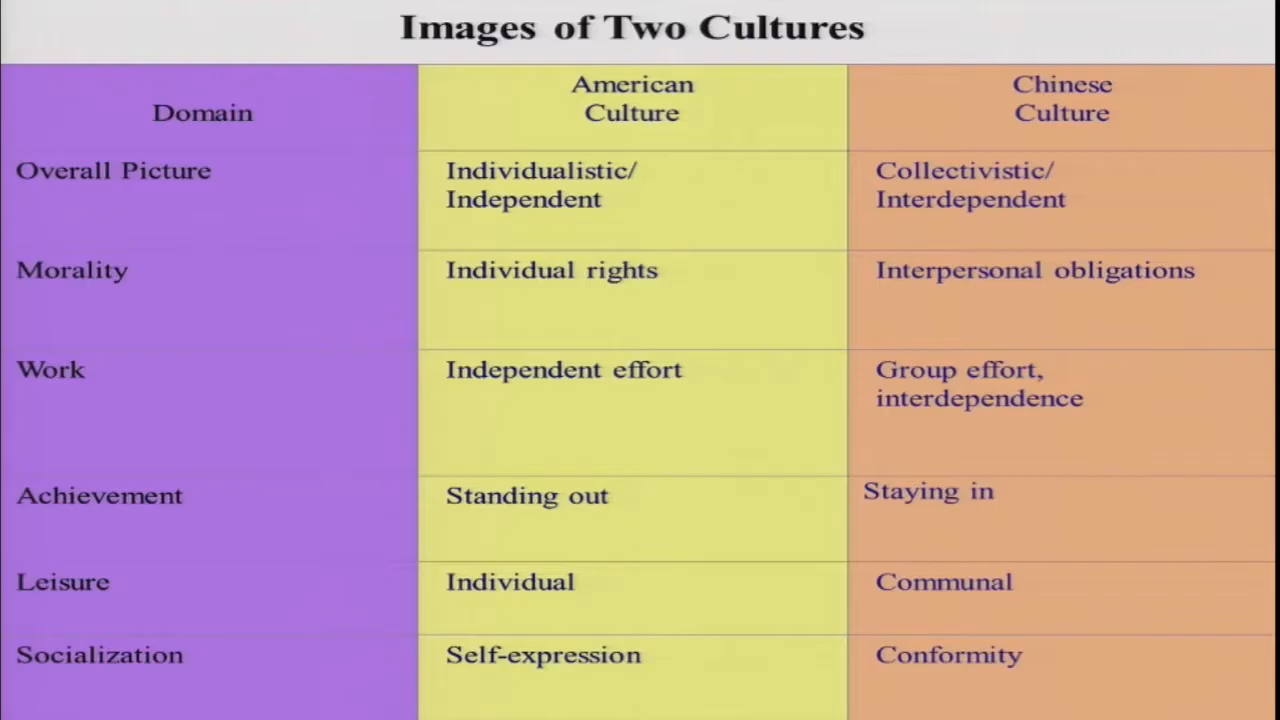 Images of Two Cultures
Domain
American
Culture
Chinese
Culture
Overall Picture
Individualistic/
Independent
Collectivistic/
Interdependent
Morality
Individual rights
Interpersonal obligations
Work
Independent effort
Group effort,
interdependence
Achievement
Standing out
Staying in
Leisure
Individual
Communal
Socialization
Self-expression
Conformity